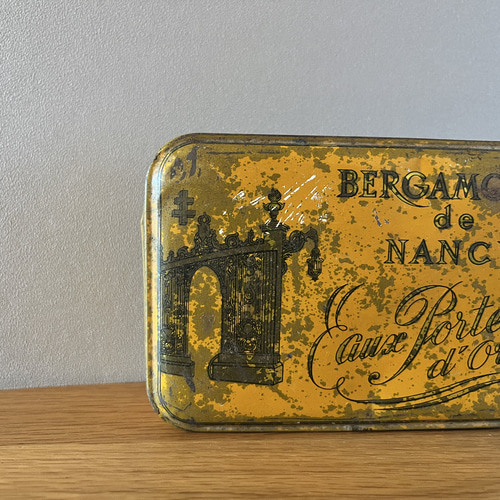 BERGAMO
de
NANC
Eaux Porte
d'O